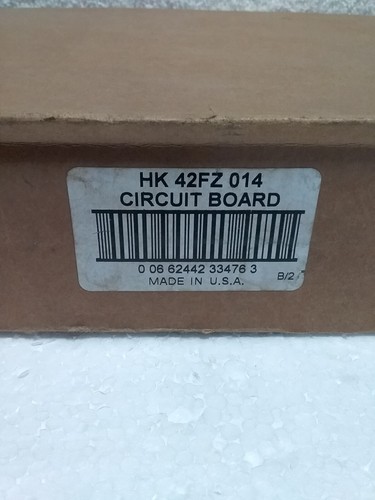 HK 42FZ 014
CIRCUIT BOARD
0 06 62442 33476 3
MADE IN U.S.A.
B/2